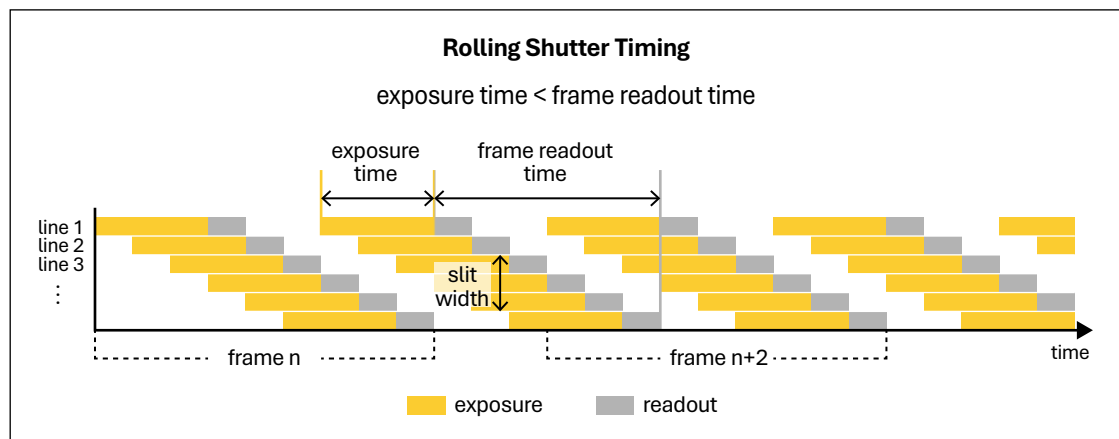 Rolling Shutter Timing
exposure time < frame readout time
exposure
time
frame readout
time
line 1
line 2
line 3
⋮
slit
width
time
frame n
frame n+2
exposure
readout